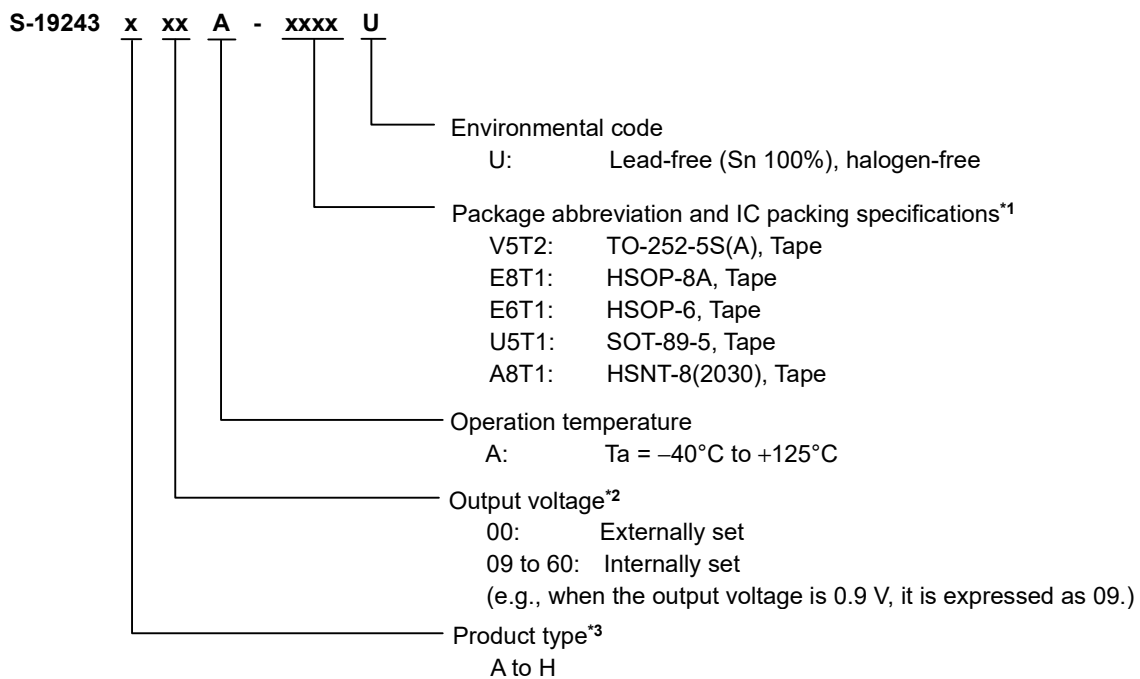 S-19243 x xx A - xxxx U
Environmental code
U: Lead-free (Sn 100%), halogen-free
Package abbreviation and IC packing specifications*1
V5T2: TO-252-5S(A), Tape
E8T1: HSOP-8A, Tape
E6T1: HSOP-6, Tape
U5T1: SOT-89-5, Tape
A8T1: HSNT-8(2030), Tape
Operation temperature
A: Ta = −40°C to +125°C
Output voltage*2
00: Externally set
09 to 60: Internally set
(e.g., when the output voltage is 0.9 V, it is expressed as 09.)
Product type*3
A to H